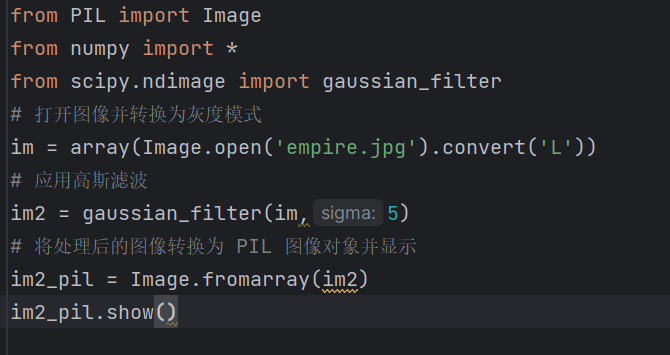 from PIL import Image
from numpy import *
from scipy.ndimage import gaussian_filter
# 打开图像并转换为灰度模式
im = array(Image.open('empire.jpg').convert('L'))
# 应用高斯滤波
im2 = gaussian_filter(im, sigma: 5)
# 将处理后的图像转换为 PIL 图像对象并显示
im2_pil = Image.fromarray(im2)
im2_pil.show()